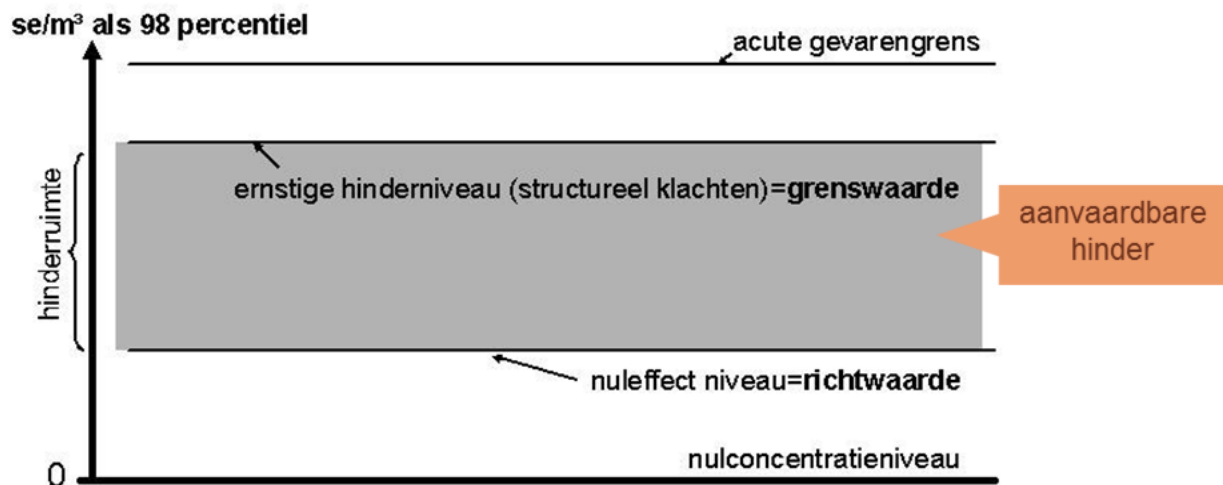 se/m³ als 98 percentiel
acute gevarengrens
hinderruimte
ernstige hinderniveau (structureel klachten)=grenswaarde
aanvaardbare
hinder
nuleffect niveau=richtwaarde
nulconcentratieniveau
0